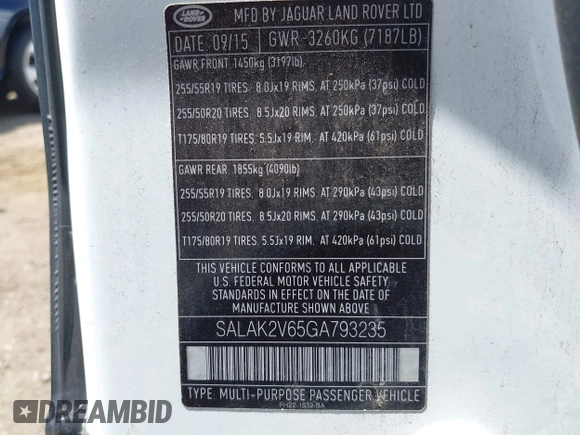 LAND ROVER
MFD BY JAGUAR LAND ROVER LTD
DATE 09/15 GWR -3260KG (7187LB)
GAWR FRONT 1450kg (3197lb)
255/55R19 TIRES. 8.0Jx19 RIMS. AT 250kPa (37psi) COLD
255/50R20 TIRES. 8.5Jx20 RIMS. AT 250kPa (37psi) COLD
T175/80R19 TIRES. 5.5Jx19 RIM. AT 420kPa (61psi) COLD
GAWR REAR. 1855kg (4090lb)
255/55R19 TIRES. 8.0Jx19 RIMS. AT 290kPa (43psi) COLD
255/50R20 TIRES. 8.5Jx20 RIMS. AT 290kPa (43psi) COLD
T175/80R19 TIRES. 5.5Jx19 RIM. AT 420kPa (61psi) COLD
THIS VEHICLE CONFORMS TO ALL APPLICABLE
U.S. FEDERAL MOTOR VEHICLE SAFETY
STANDARDS IN EFFECT ON THE DATE OF
MANUFACTURE SHOWN ABOVE
SALAK2V65GA793235
TYPE: MULTI-PURPOSE PASSENGER VEHICLE
FH22-1532-BA
DREAMBID